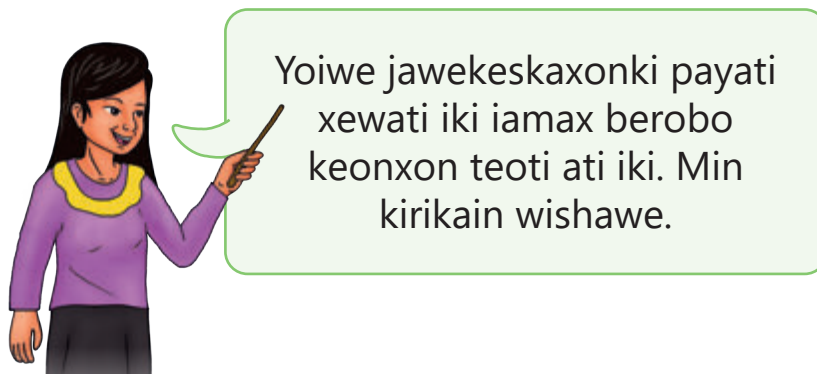 Yoiwe jawekeskaxonki payati
xewati iki iamax berobo
keonxon teoti ati iki. Min
kirikain wishawe.